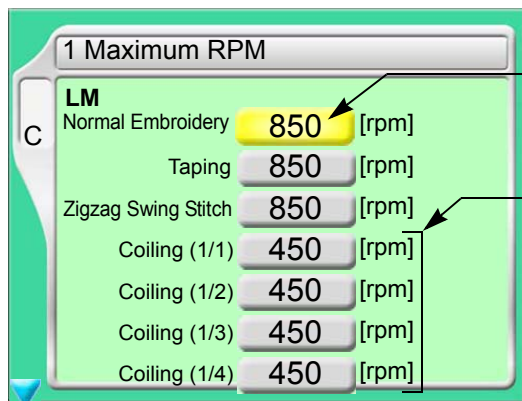 1 Maximum RPM
C
LM
Normal Embroidery 850 [rpm]
Taping 850 [rpm]
Zigzag Swing Stitch 850 [rpm]
Coiling (1/1) 450 [rpm]
Coiling (1/2) 450 [rpm]
Coiling (1/3) 450 [rpm]
Coiling (1/4) 450 [rpm]